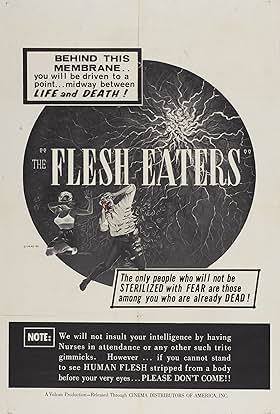 BEHIND THIS
MEMBRANE..
you will be driven to a
point...midway between
LIFE and DEATH!
"THE FLESH EATERS"
The only people who will not be
STERILIZED with FEAR are those
among you who are already DEAD!
NOTE:
We will not insult your intelligence by having
Nurses in attendance or any other such trite
gimmicks. However ... if you cannot stand
to see HUMAN FLESH stripped from a body
before your very eyes...PLEASE DON'T COME!!
A Vulcan Production—Released Through CINEMA DISTRIBUTORS OF AMERICA, INC.